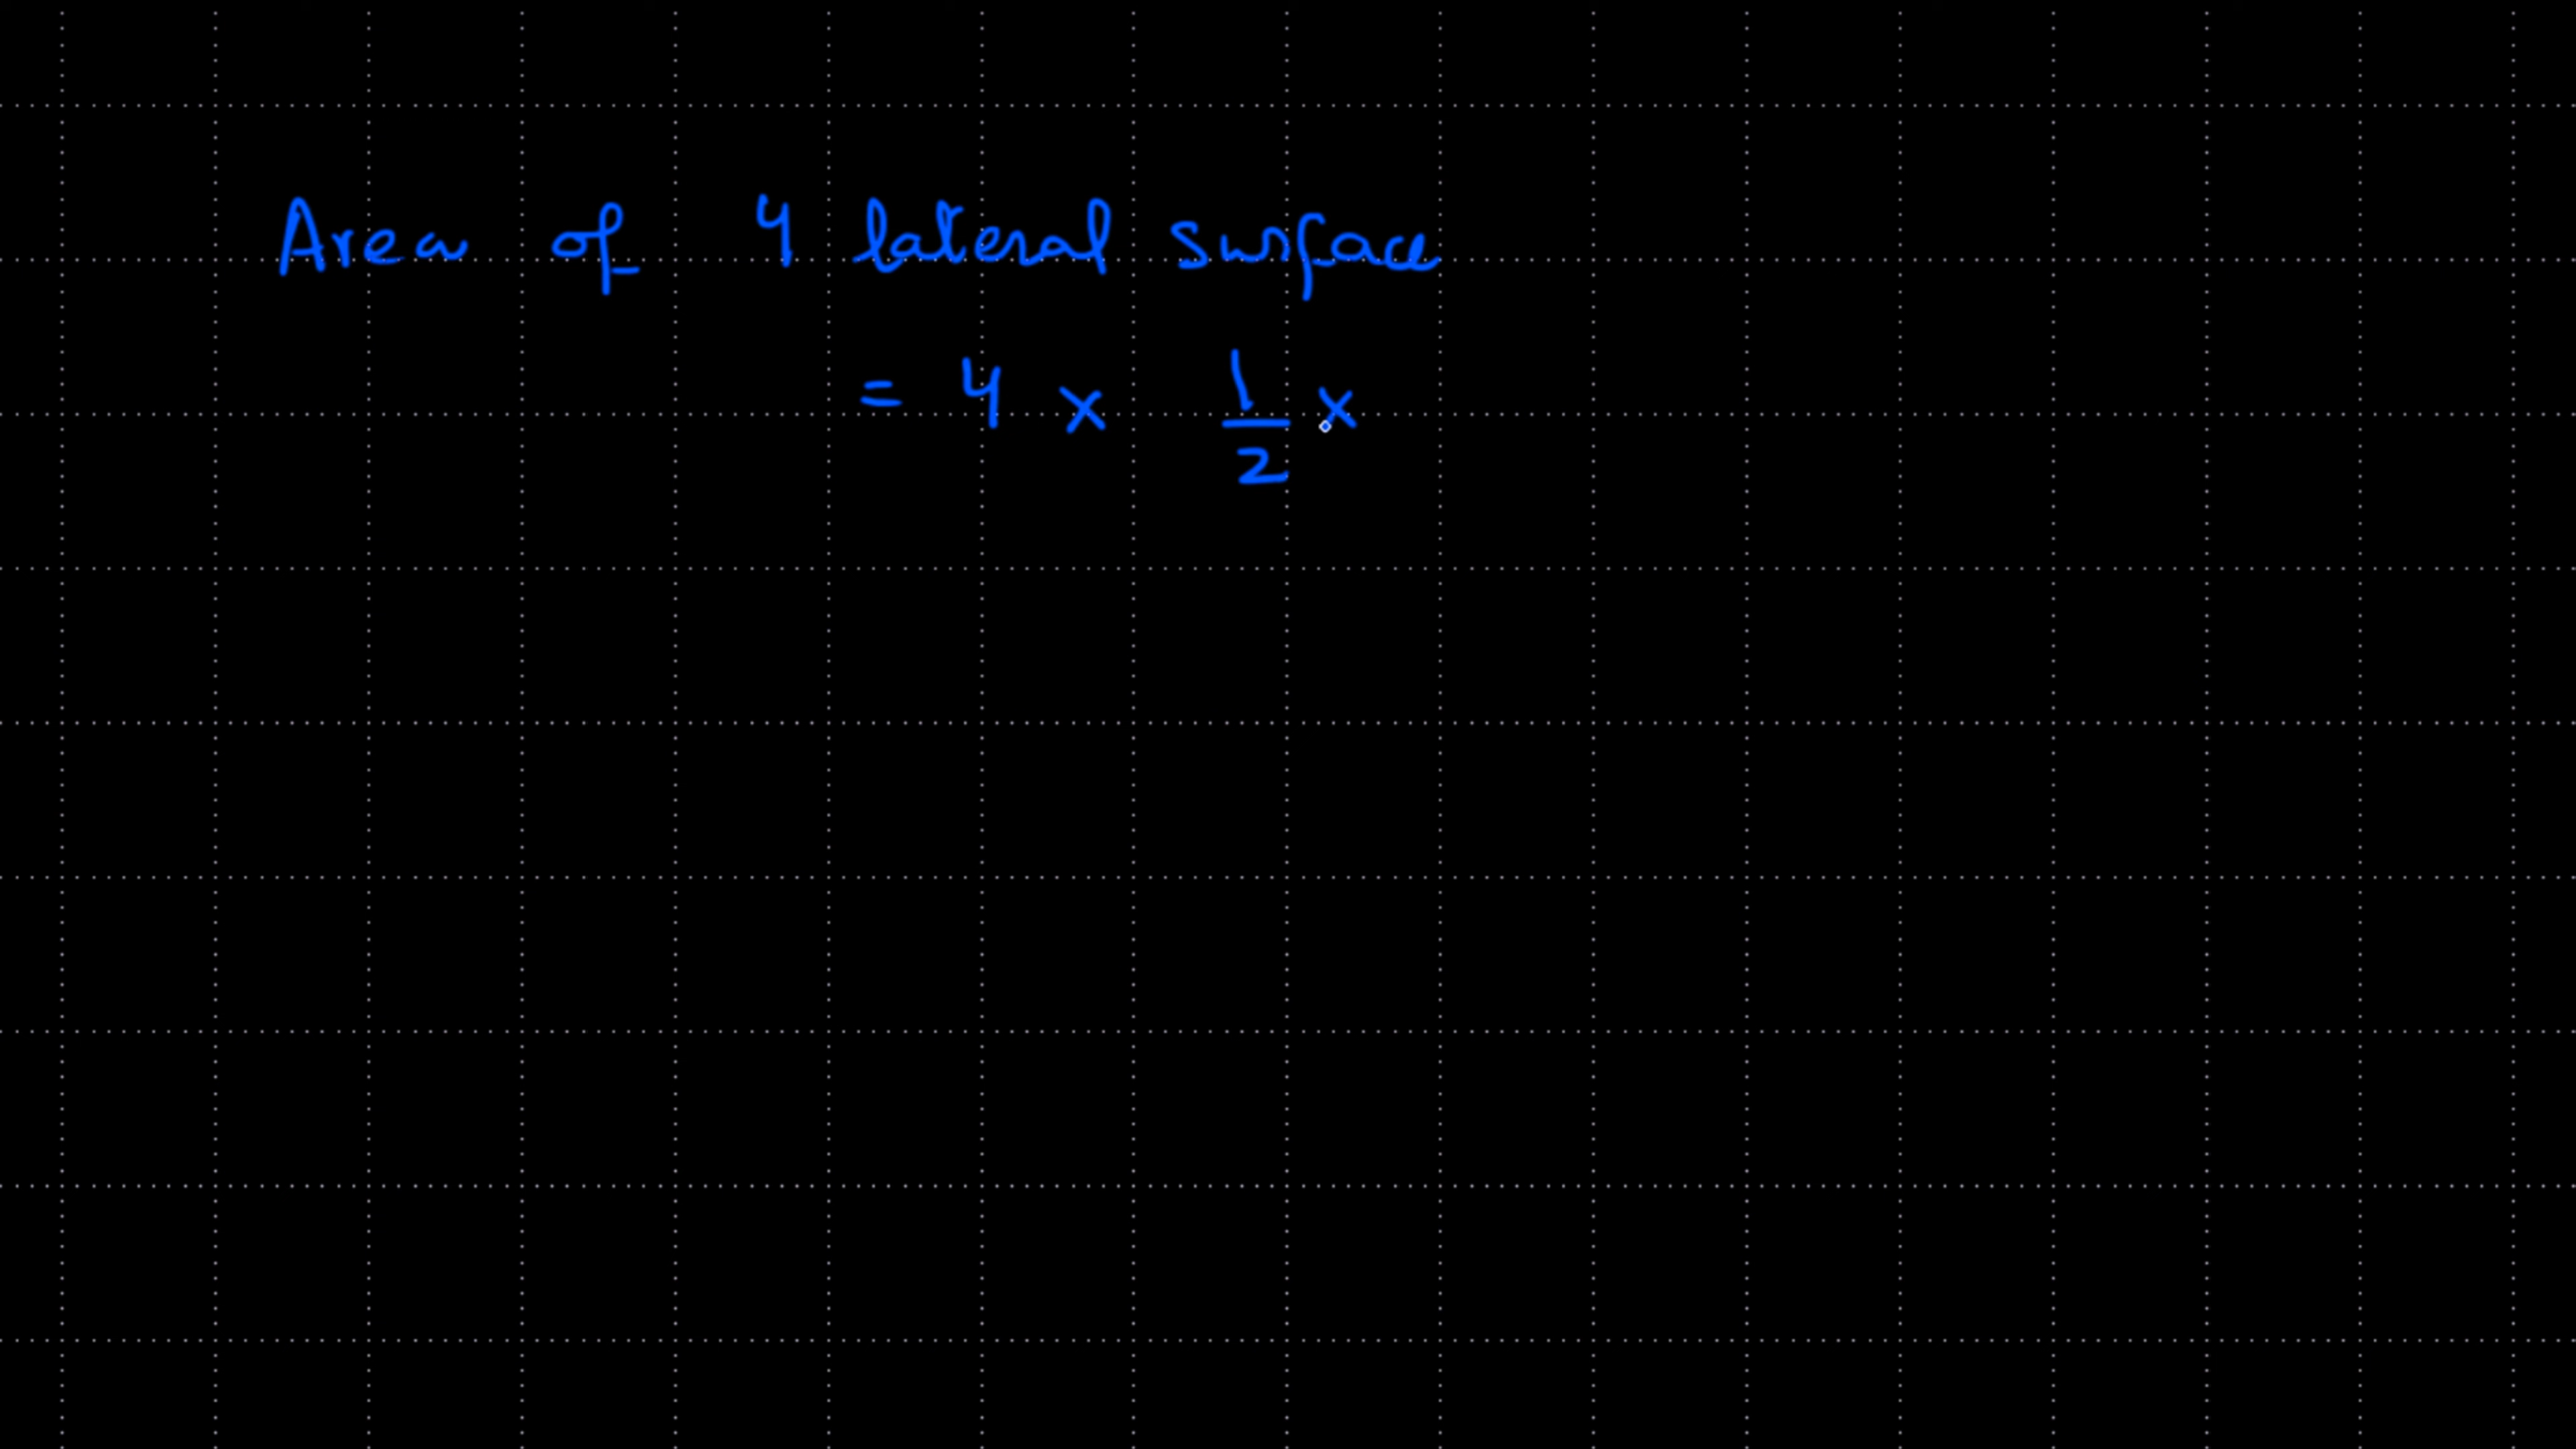 Area of 4 lateral surface
= 4 × 1/2 ×